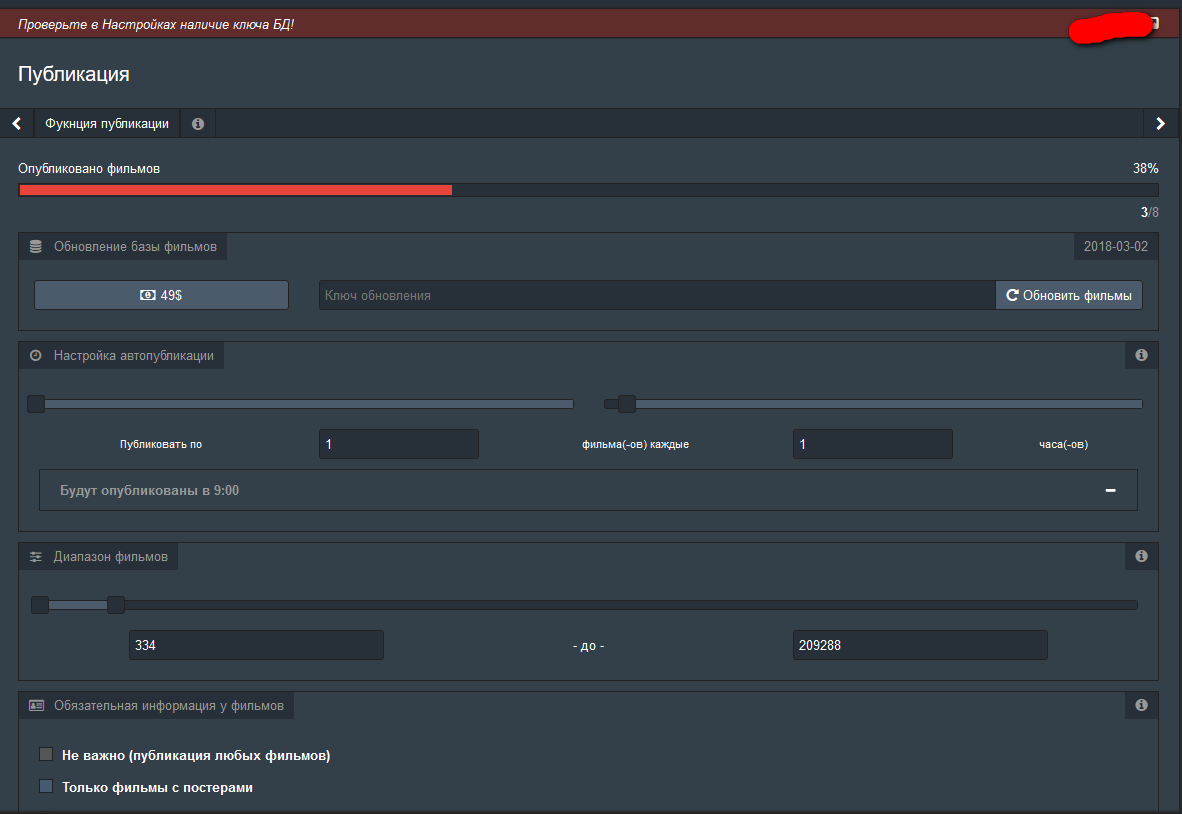 Проверьте в Настройках наличие ключа БД!
Публикация
Фукнция публикации
Опубликовано фильмов 38%
3/8
Обновление базы фильмов 2018-03-02
49$ Ключ обновления Обновить фильмы
Настройка автопубликации
Публиковать по 1 фильма(-ов) каждые 1 часа(-ов)
Будут опубликованы в 9:00
Диапазон фильмов
334 - до - 209288
Обязательная информация у фильмов
Не важно (публикация любых фильмов)
Только фильмы с постерами